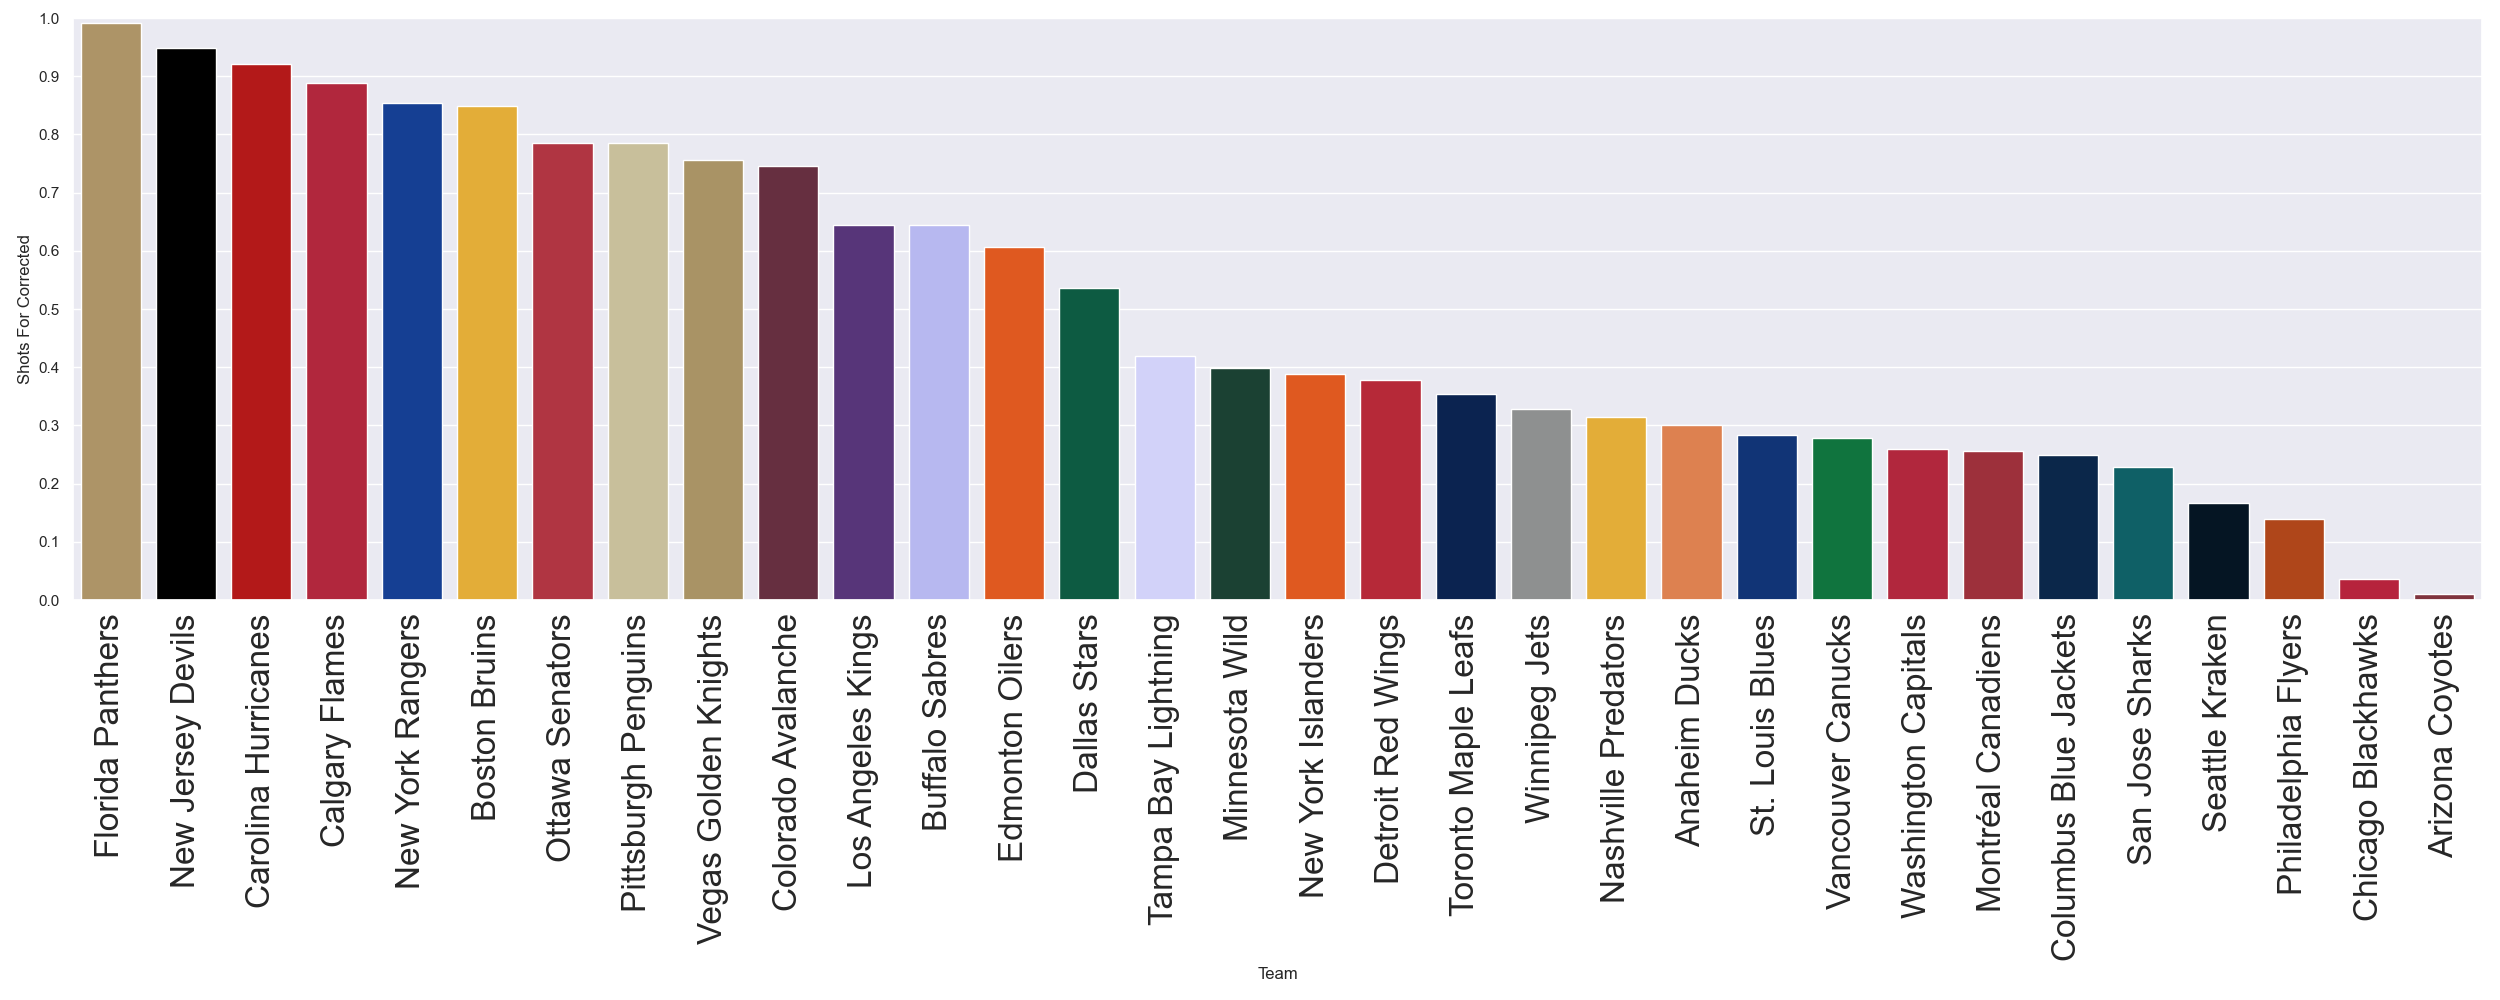 1.0
0.9
0.8
0.7
0.6
0.5
0.4
0.3
0.2
0.1
0.0
Shots For Corrected
Florida Panthers
New Jersey Devils
Carolina Hurricanes
Calgary Flames
New York Rangers
Boston Bruins
Ottawa Senators
Pittsburgh Penguins
Vegas Golden Knights
Colorado Avalanche
Los Angeles Kings
Buffalo Sabres
Edmonton Oilers
Dallas Stars
Tampa Bay Lightning
Minnesota Wild
New York Islanders
Detroit Red Wings
Toronto Maple Leafs
Winnipeg Jets
Nashville Predators
Anaheim Ducks
St. Louis Blues
Vancouver Canucks
Washington Capitals
Montréal Canadiens
Columbus Blue Jackets
San Jose Sharks
Seattle Kraken
Philadelphia Flyers
Chicago Blackhawks
Arizona Coyotes
Team